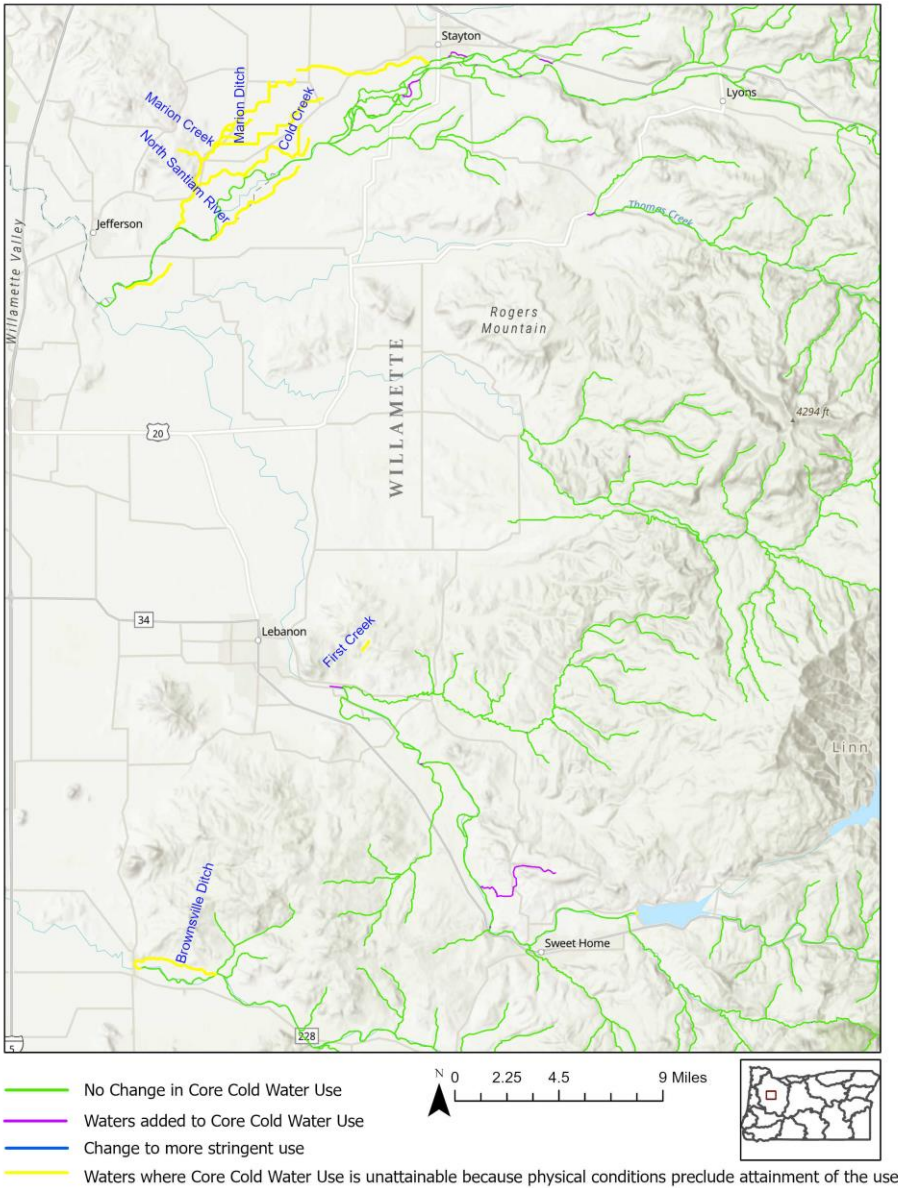 Stayton
Lyons
Marion Ditch
Marion Creek
Cold Creek
North Santiam River
Thomas Creek
Jefferson
Willamette Valley
Rogers
Mountain
WILLAMETTE
4294 ft
20
34
Lebanon
First Creek
Linn
Brownsville Ditch
Sweet Home
228
5
No Change in Core Cold Water Use
Waters added to Core Cold Water Use
Change to more stringent use
Waters where Core Cold Water Use is unattainable because physical conditions preclude attainment of the use
N
0 2.25 4.5 9 Miles